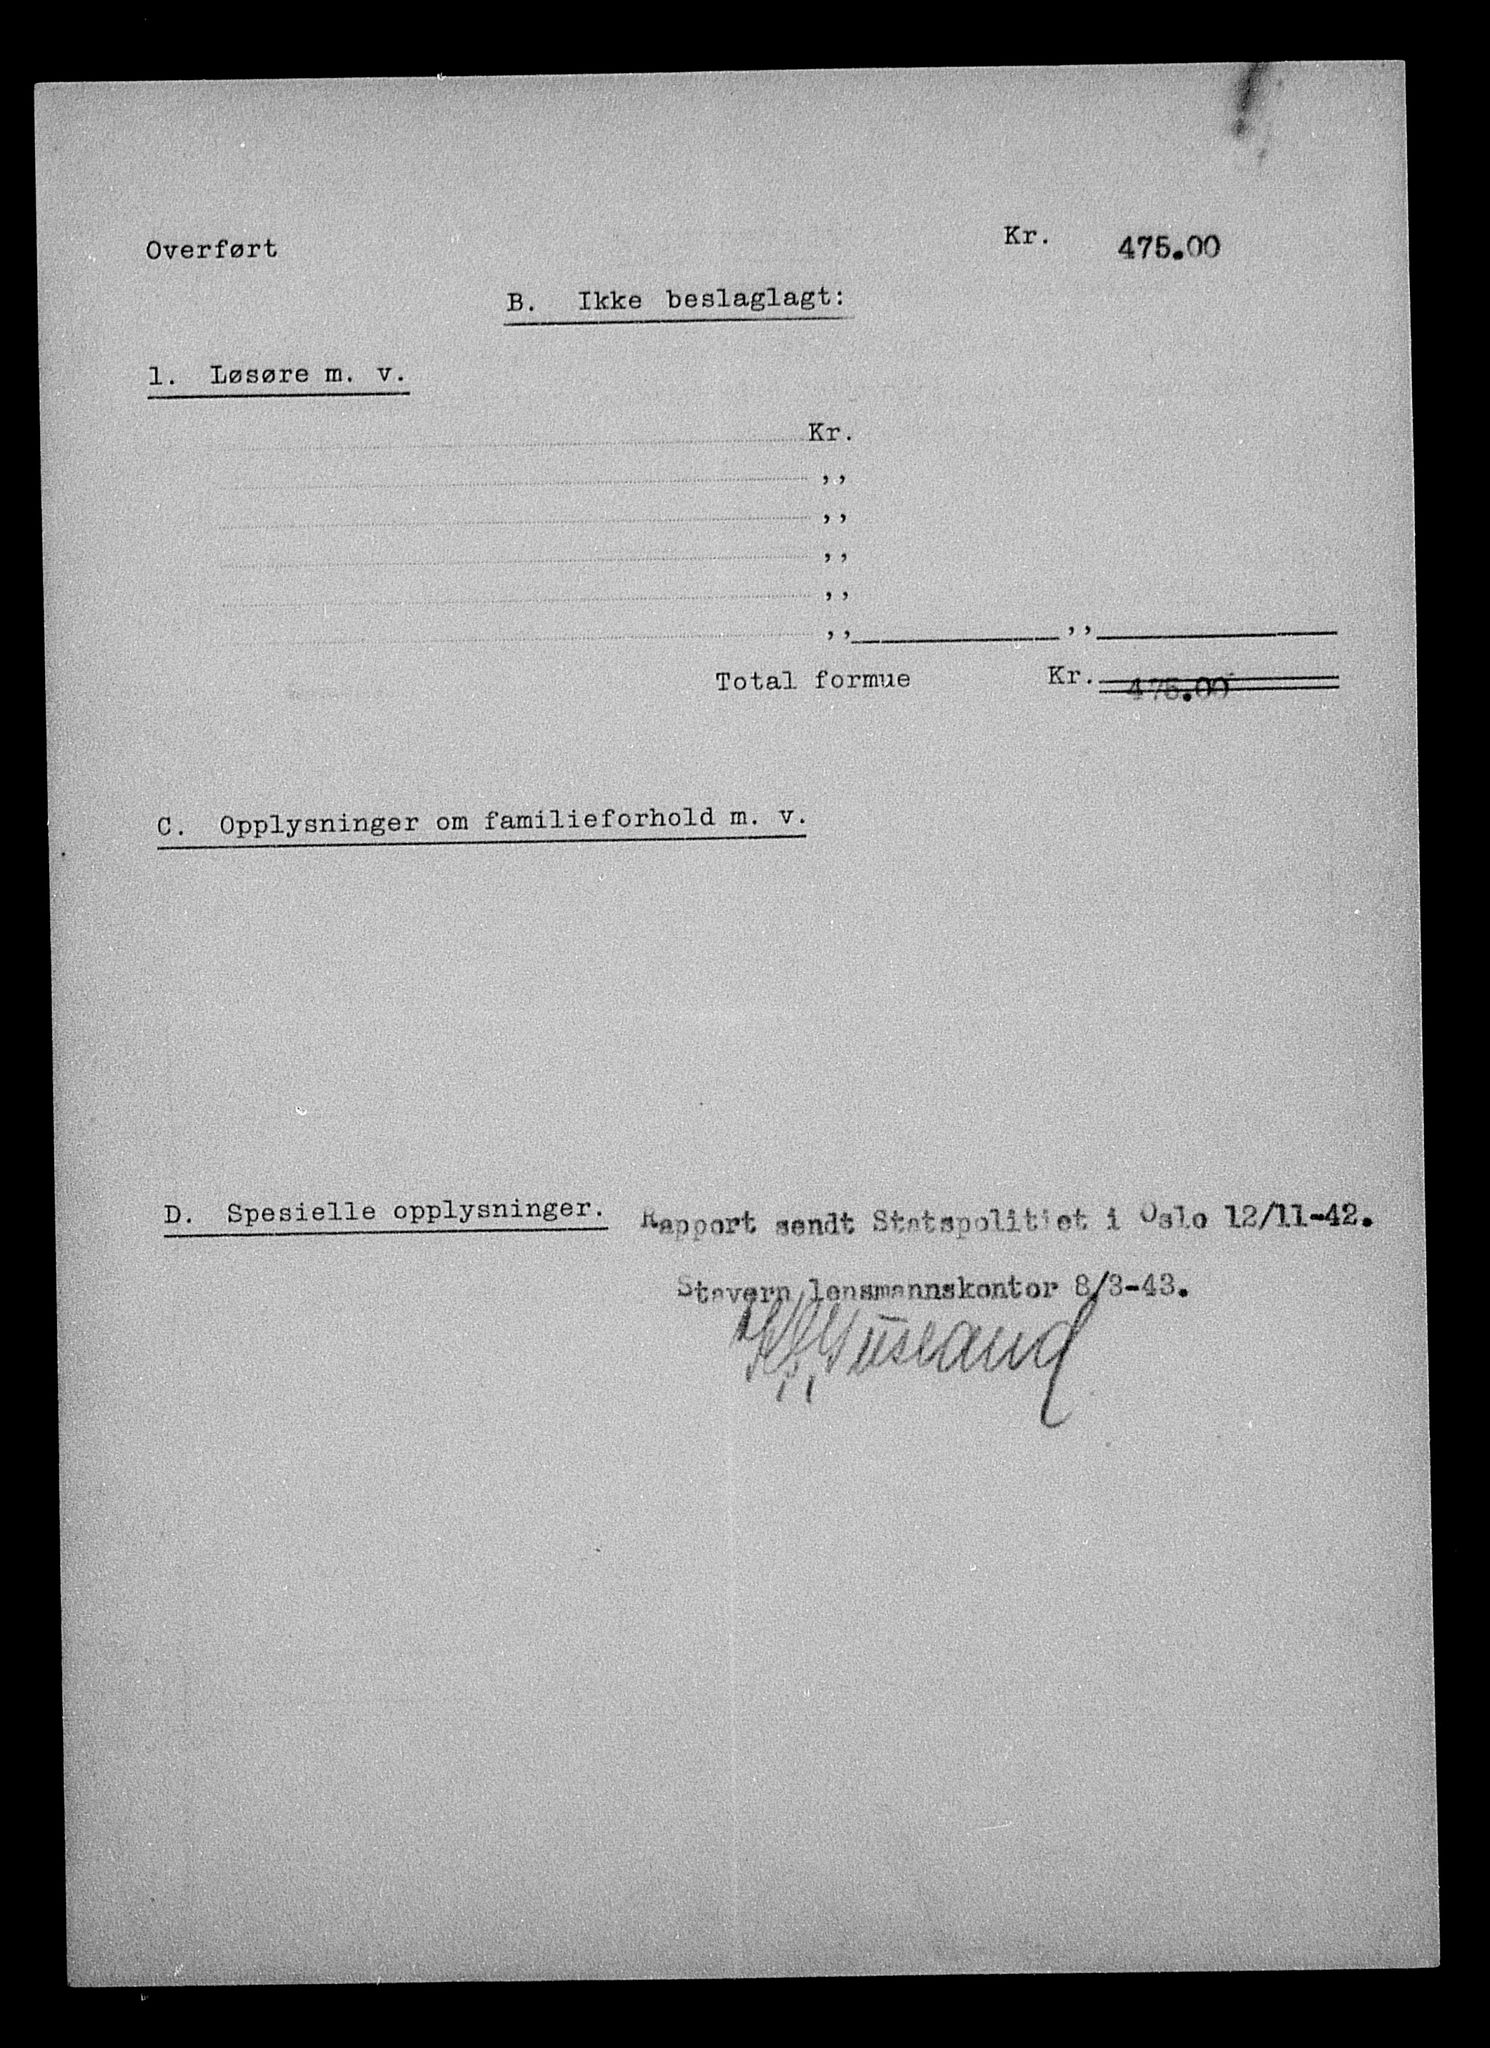 Overført Kr. 475.00
B. Ikke beslaglagt:
1. Løsøre m. v.
Kr.
,,
,,
,,
,,
,, ,,
Total formue Kr. 475.00
C. Opplysninger om familieforhold m. v.
D. Spesielle opplysninger. Rapport sendt Statspolitiet i Oslo 12/11-42.
Stavern lensmannskontor 8/3-43.